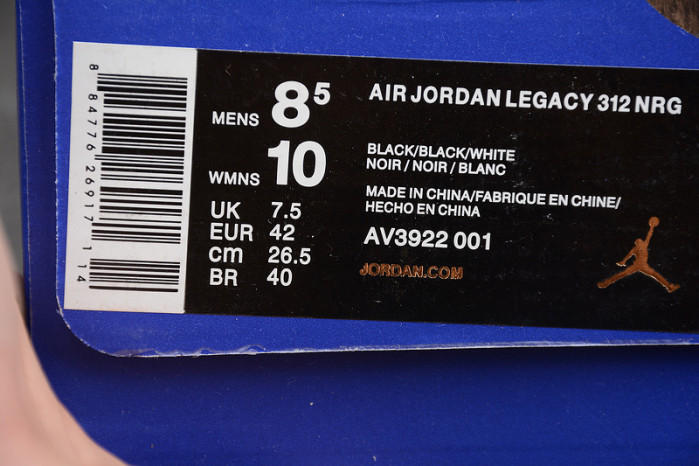 8 84776 26917 1 14
AIR JORDAN LEGACY 312 NRG
MENS 8⁵
WMNS 10
UK 7.5
EUR 42
cm 26.5
BR 40
BLACK/BLACK/WHITE
NOIR / NOIR / BLANC
MADE IN CHINA/FABRIQUE EN CHINE/
HECHO EN CHINA
AV3922 001
JORDAN.COM